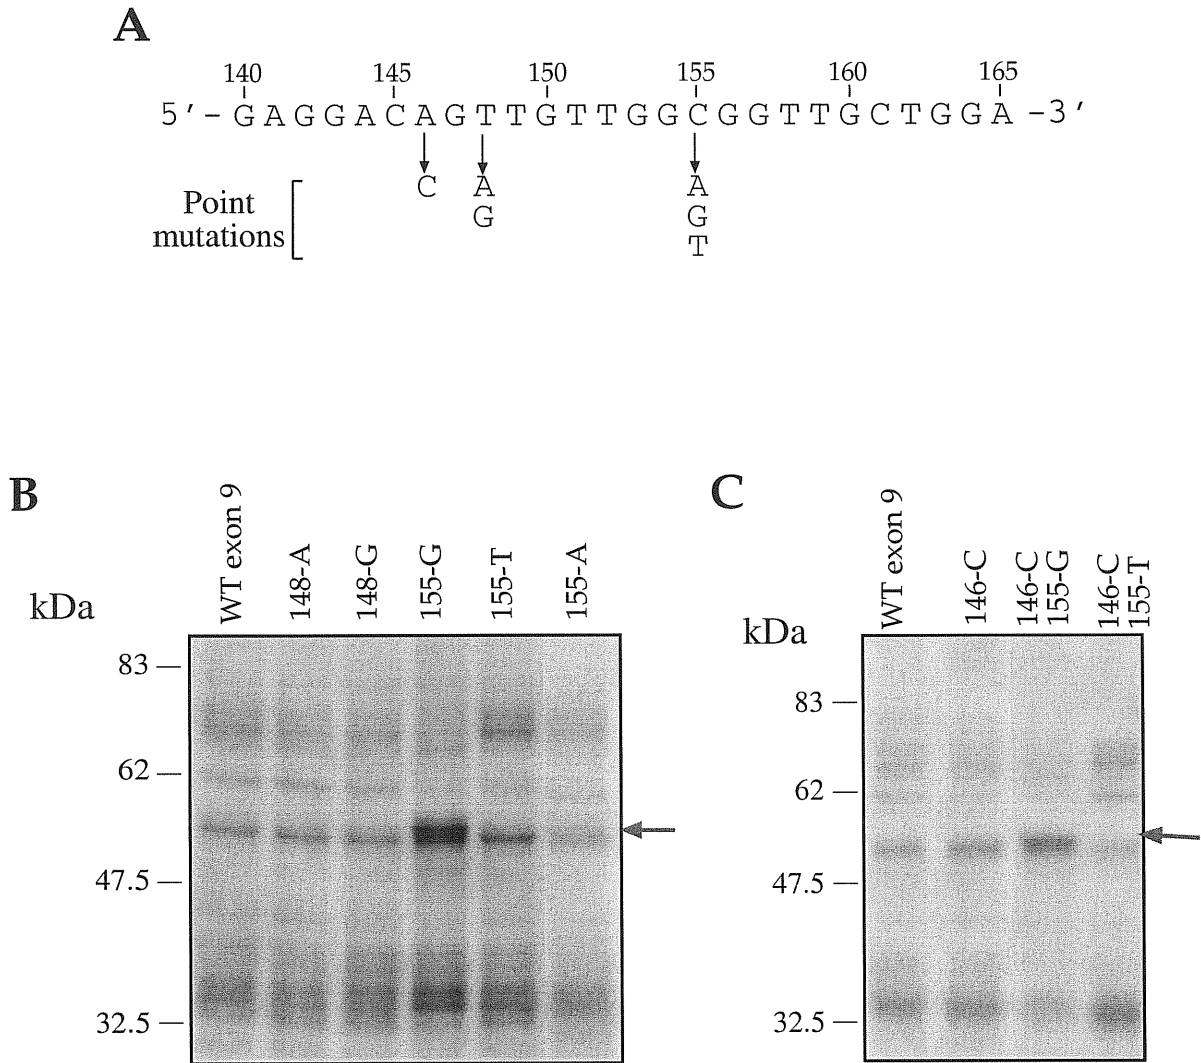 A
140 145 150 155 160 165
5'- G A G G A C A G T T G T T G G C G G T T G C T G G A -3'
C A A
G G
T
Point
mutations
B
kDa
WT exon 9
148-A
148-G
155-G
155-T
155-A
83
62
47.5
32.5
C
kDa
WT exon 9
146-C
146-C
155-G
146-C
155-T
83
62
47.5
32.5